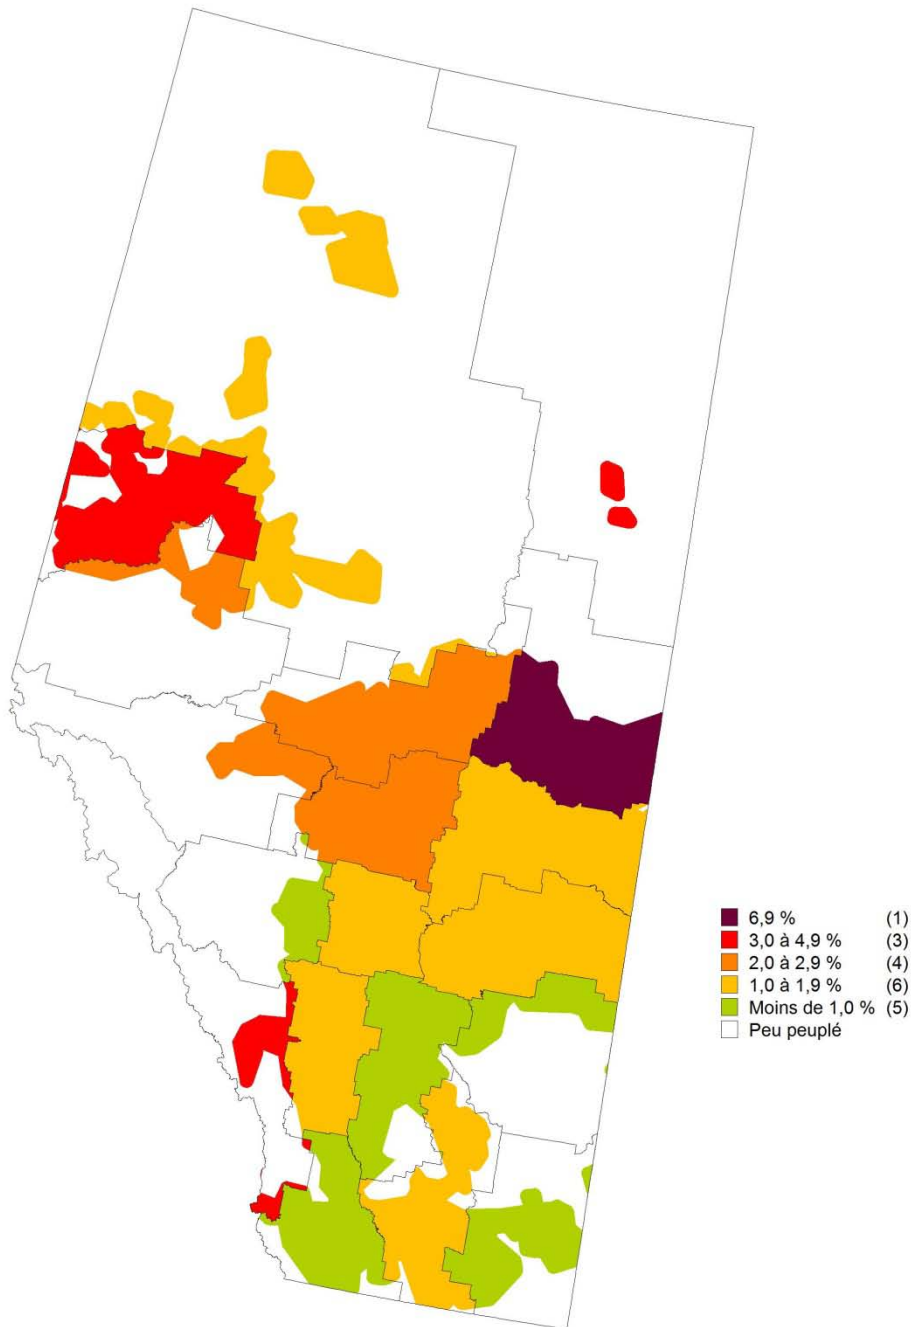 6,9 % (1)
3,0 à 4,9 % (3)
2,0 à 2,9 % (4)
1,0 à 1,9 % (6)
Moins de 1,0 % (5)
Peu peuplé